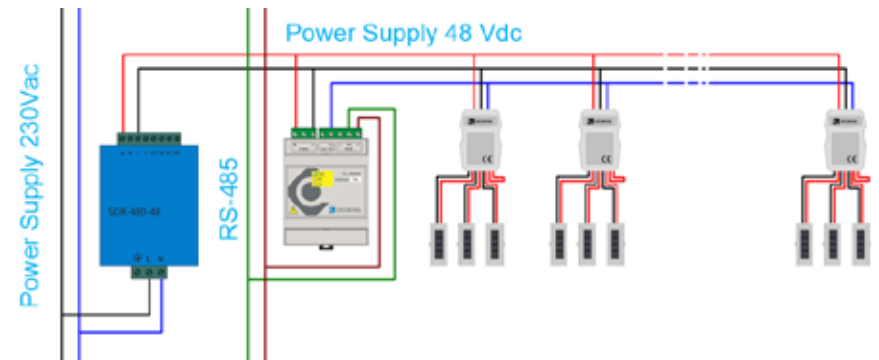 Power Supply 48 Vdc
Power Supply 230Vac
RS-485
SDR-480-48
L N
CE
CE
CE